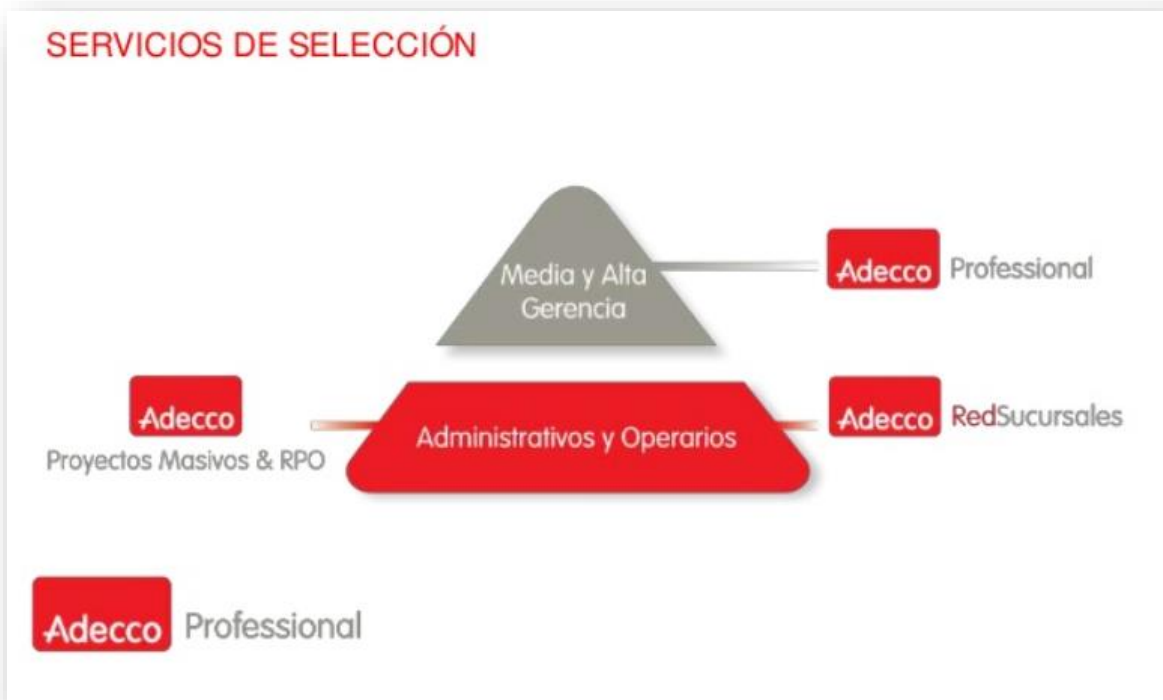 SERVICIOS DE SELECCIÓN
Media y Alta
Gerencia
Adecco Professional
Adecco
Proyectos Masivos & RPO
Administrativos y Operarios
Adecco RedSucursales
Adecco Professional